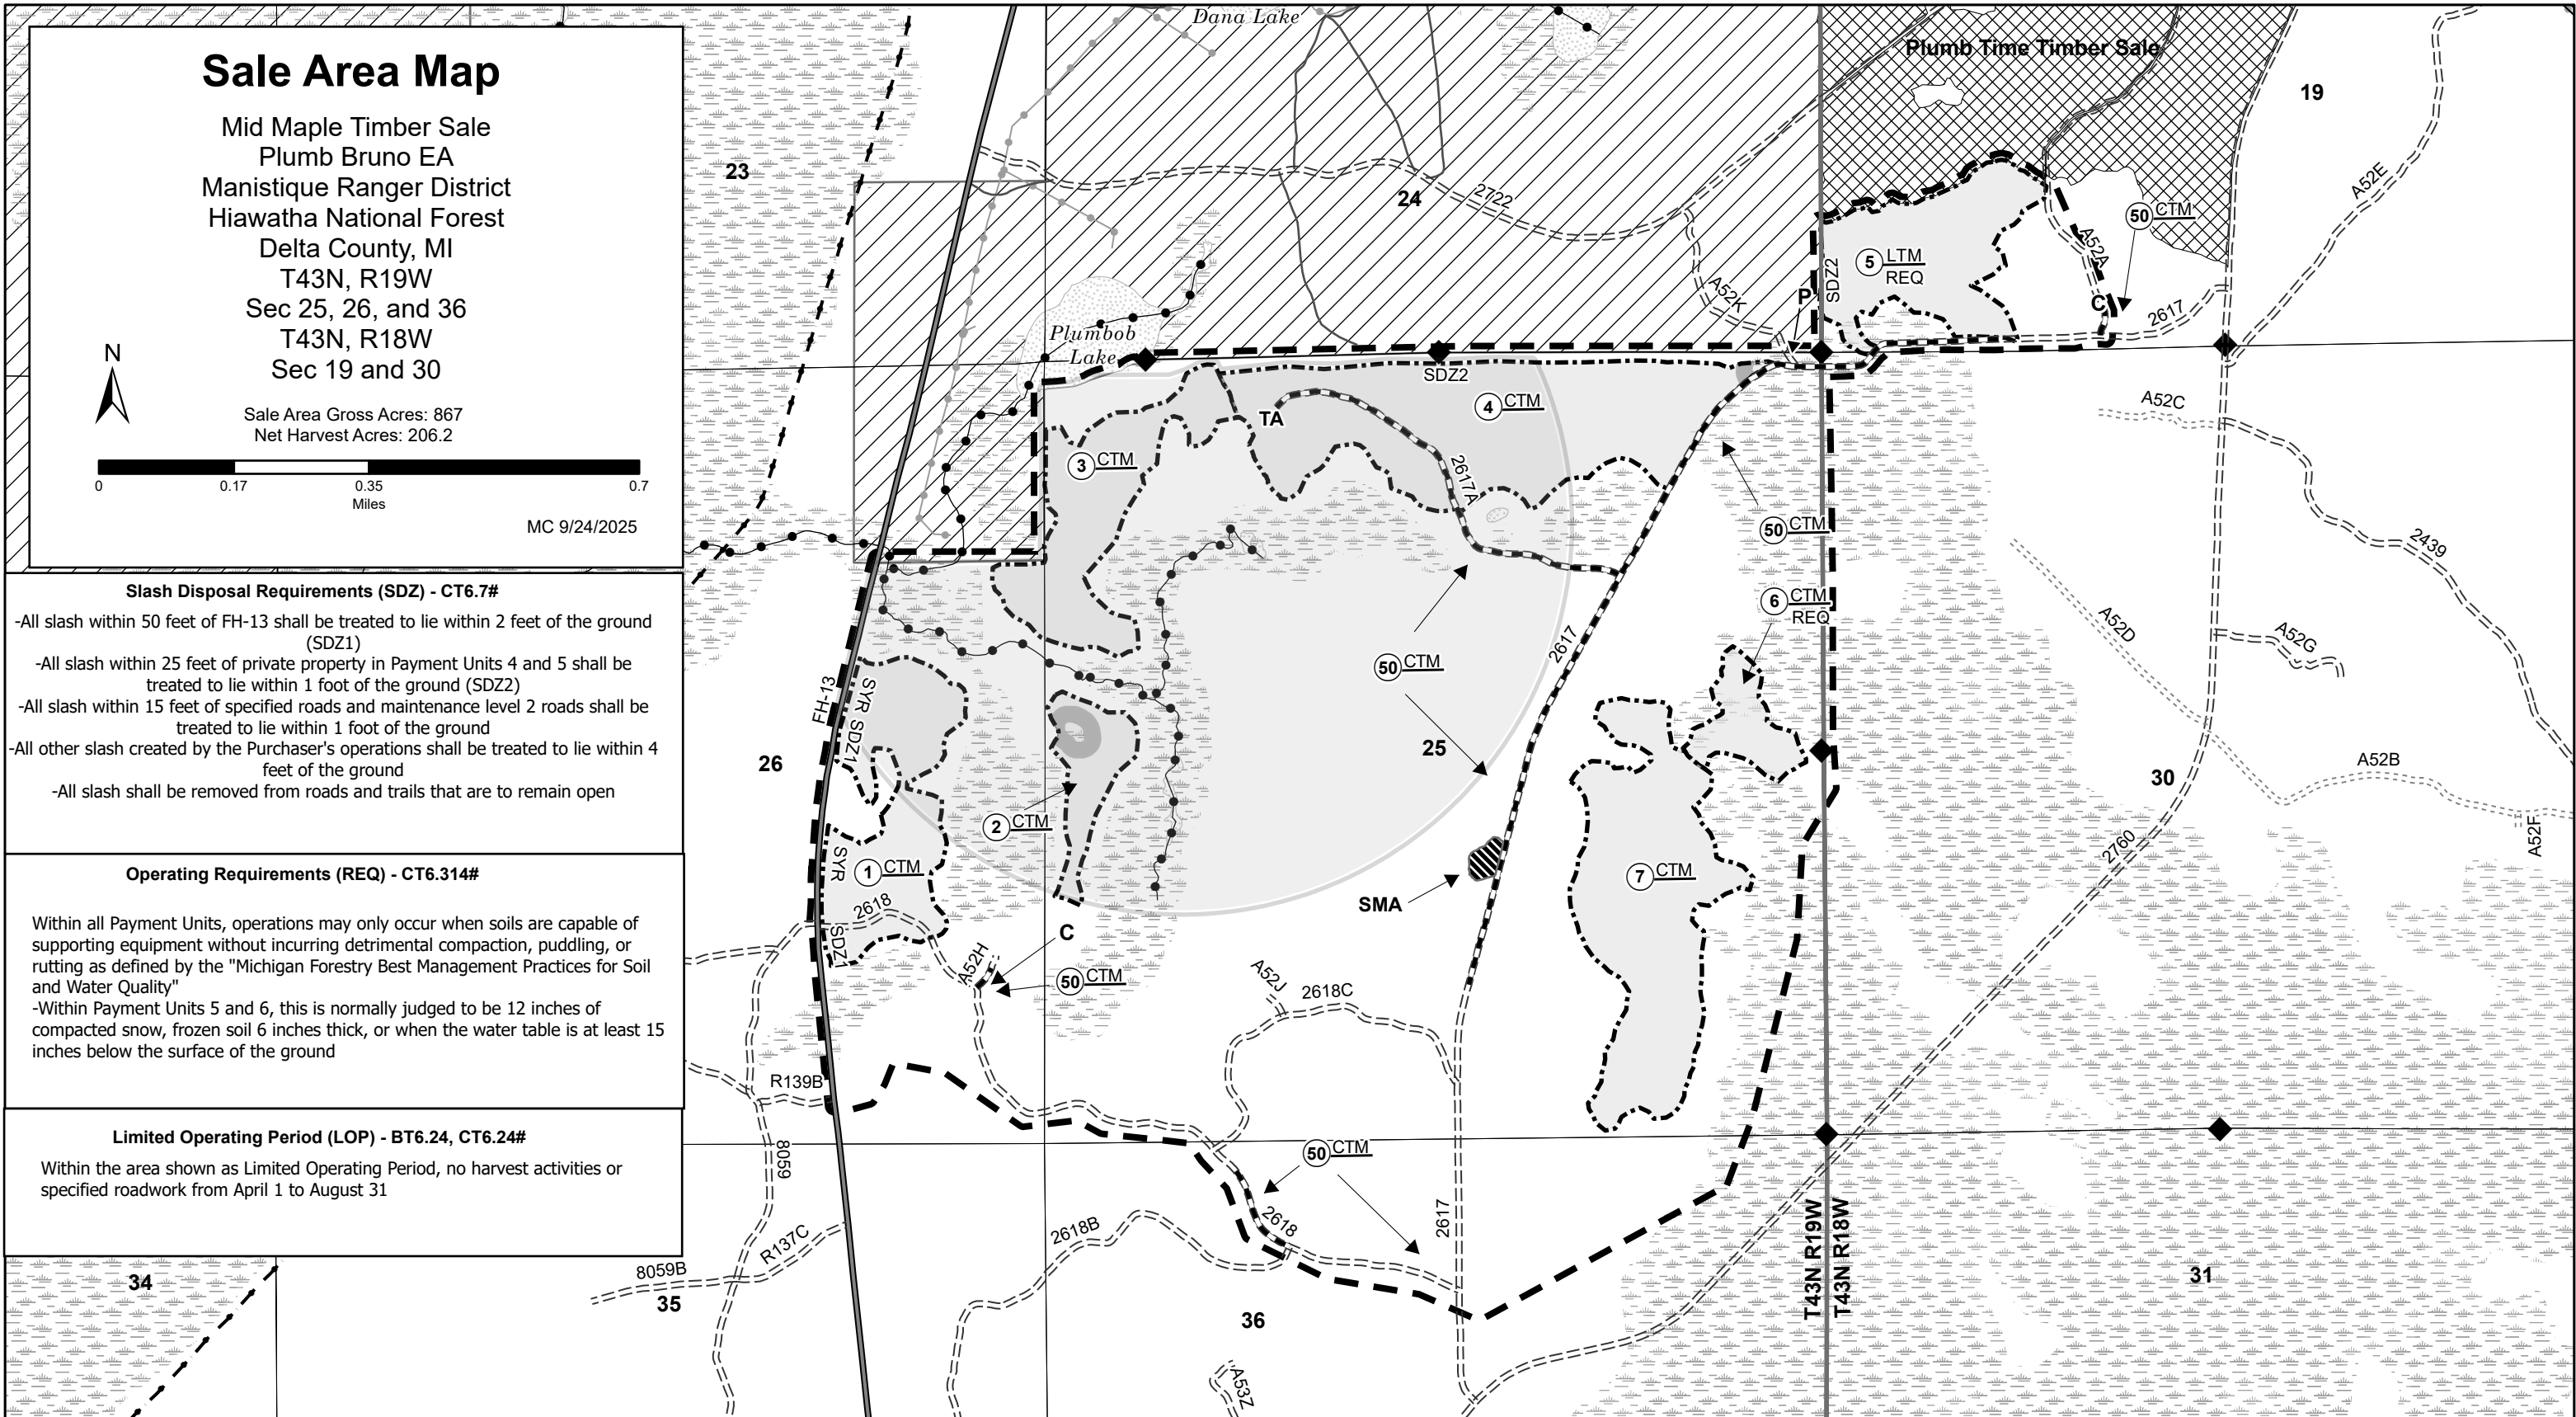 Sale Area Map
Mid Maple Timber Sale
Plumb Bruno EA
Manistique Ranger District
Hiawatha National Forest
Delta County, MI
T43N, R19W
Sec 25, 26, and 36
T43N, R18W
Sec 19 and 30
N
Sale Area Gross Acres: 867
Net Harvest Acres: 206.2
0
0.17
0.35
0.7
Miles
MC 9/24/2025
Slash Disposal Requirements (SDZ) - CT6.7#
-All slash within 50 feet of FH-13 shall be treated to lie within 2 feet of the ground
(SDZ1)
-All slash within 25 feet of private property in Payment Units 4 and 5 shall be
treated to lie within 1 foot of the ground (SDZ2)
-All slash within 15 feet of specified roads and maintenance level 2 roads shall be
treated to lie within 1 foot of the ground
-All other slash created by the Purchaser's operations shall be treated to lie within 4
feet of the ground
-All slash shall be removed from roads and trails that are to remain open
Operating Requirements (REQ) - CT6.314#
Within all Payment Units, operations may only occur when soils are capable of
supporting equipment without incurring detrimental compaction, puddling, or
rutting as defined by the "Michigan Forestry Best Management Practices for Soil
and Water Quality"
-Within Payment Units 5 and 6, this is normally judged to be 12 inches of
compacted snow, frozen soil 6 inches thick, or when the water table is at least 15
inches below the surface of the ground
Limited Operating Period (LOP) - BT6.24, CT6.24#
Within the area shown as Limited Operating Period, no harvest activities or
specified roadwork from April 1 to August 31
Dana Lake
Plumb Time Timber Sale
19
23
24
2722
A52E
50 CTM
A52A
5 LTM
REQ
SDZ2
A52K
P
C
2617
Plumbob
Lake
SDZ2
4 CTM
TA
3 CTM
2617A
A52C
50 CTM
2439
6 CTM
REQ
A52D
A52G
50 CTM
2617
FH-13
SYR SDZ1
25
26
30
A52B
2 CTM
2760
A52F
SYR
1 CTM
7 CTM
2618
SMA
SDZ1
C
A52H
50 CTM
A52J
2618C
R139B
8059
50 CTM
2617
2618
2618B
R137C
8059B
34
35
36
31
T43N R19W
T43N R18W
A53Z